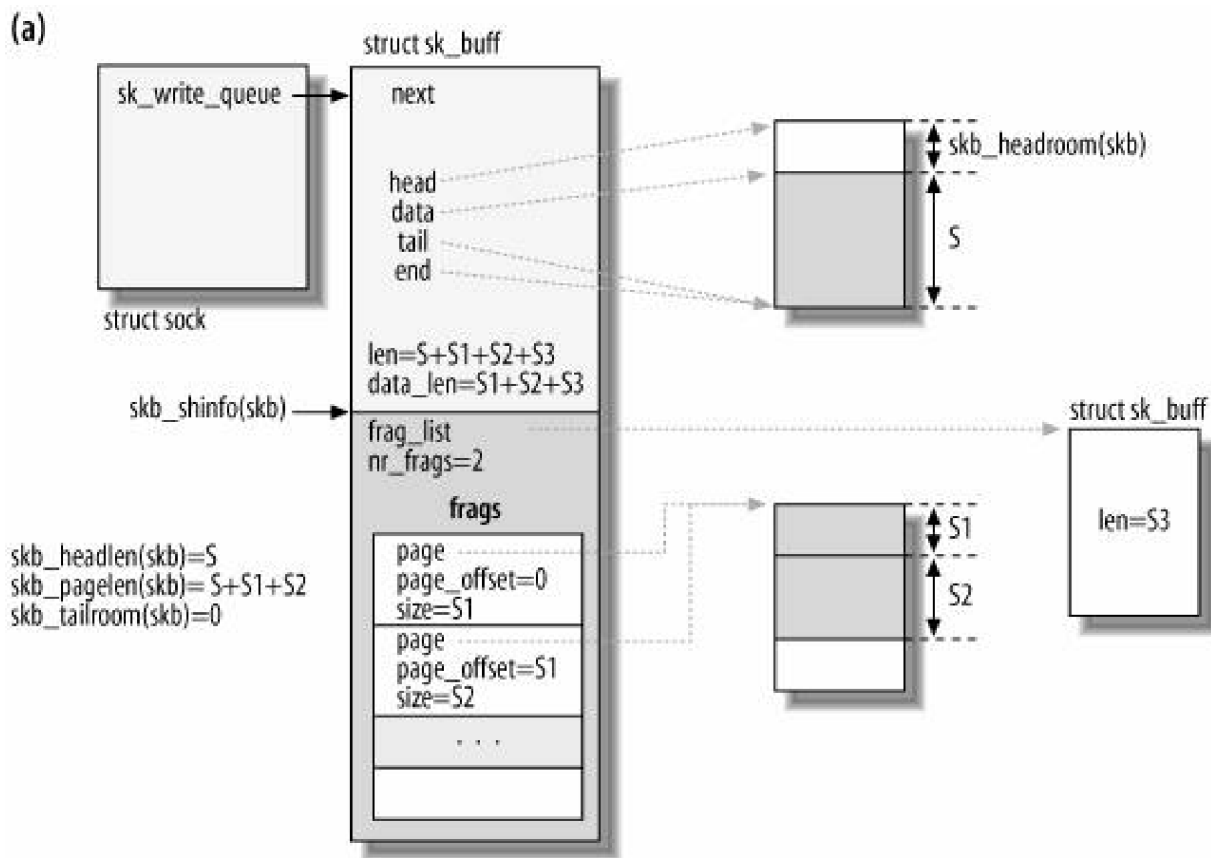 (a)
struct sk_buff
sk_write_queue
next
skb_headroom(skb)
head
data
tail
end
S
struct sock
len=S+S1+S2+S3
data_len=S1+S2+S3
skb_shinfo(skb)
struct sk_buff
frag_list
nr_frags=2
frags
S1
len=S3
skb_headlen(skb)=S
skb_pagelen(skb)= S+S1+S2
skb_tailroom(skb)=0
page
page_offset=0
size=S1
S2
page
page_offset=S1
size=S2
. . .